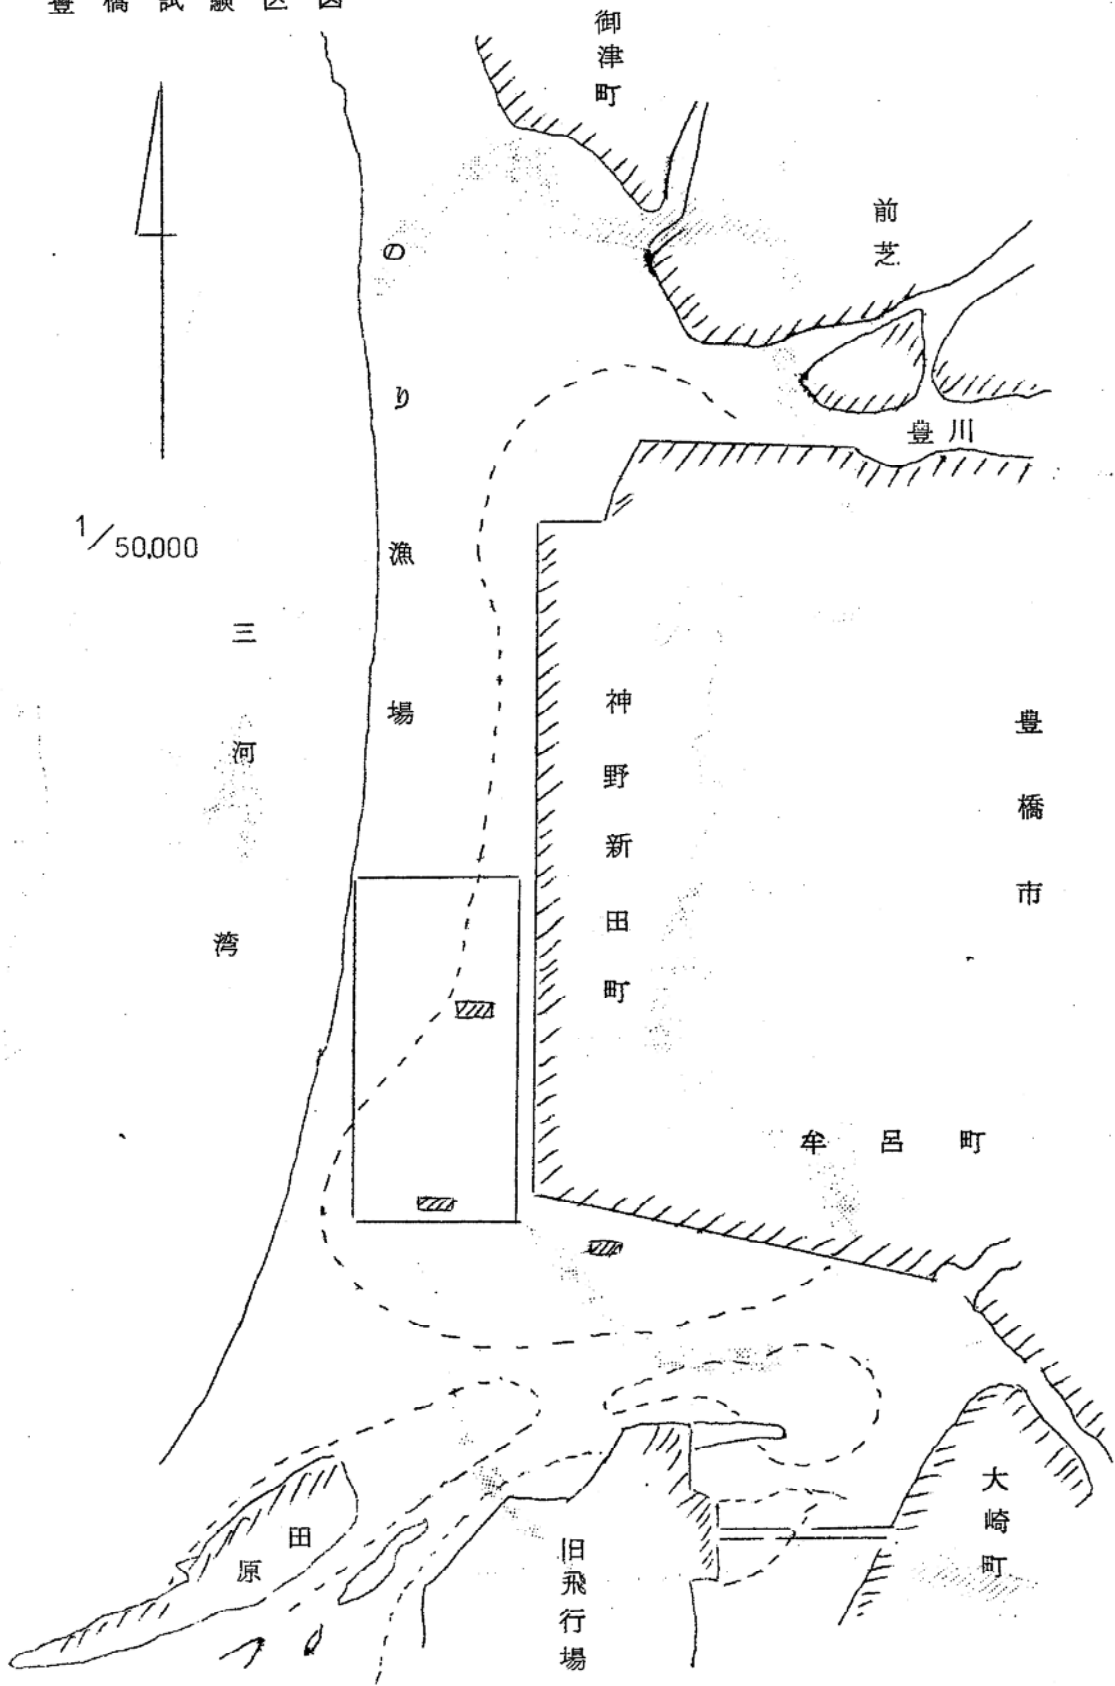 豊橋試験区図
御津町
前芝
豊川
のり漁場
1/50,000
三河湾
神野新田町
豊橋市
牟呂町
大崎町
田原
旧飛行場